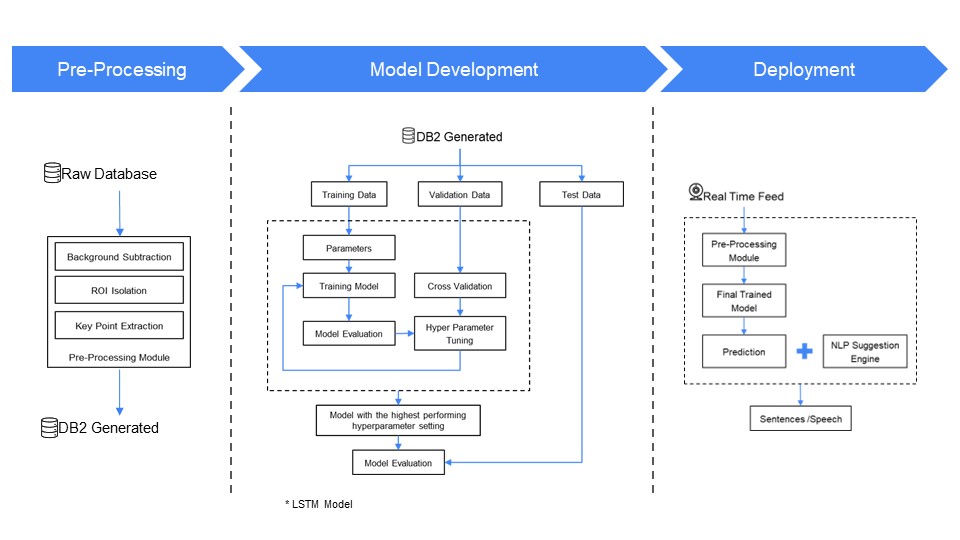 Pre-Processing
Model Development
Deployment
Raw Database
Background Subtraction
ROI Isolation
Key Point Extraction
Pre-Processing Module
DB2 Generated
DB2 Generated
Training Data
Validation Data
Test Data
Parameters
Training Model
Cross Validation
Model Evaluation
Hyper Parameter
Tuning
Model with the highest performing
hyperparameter setting
Model Evaluation
* LSTM Model
Real Time Feed
Pre-Processing
Module
Final Trained
Model
Prediction
NLP Suggestion
Engine
Sentences /Speech